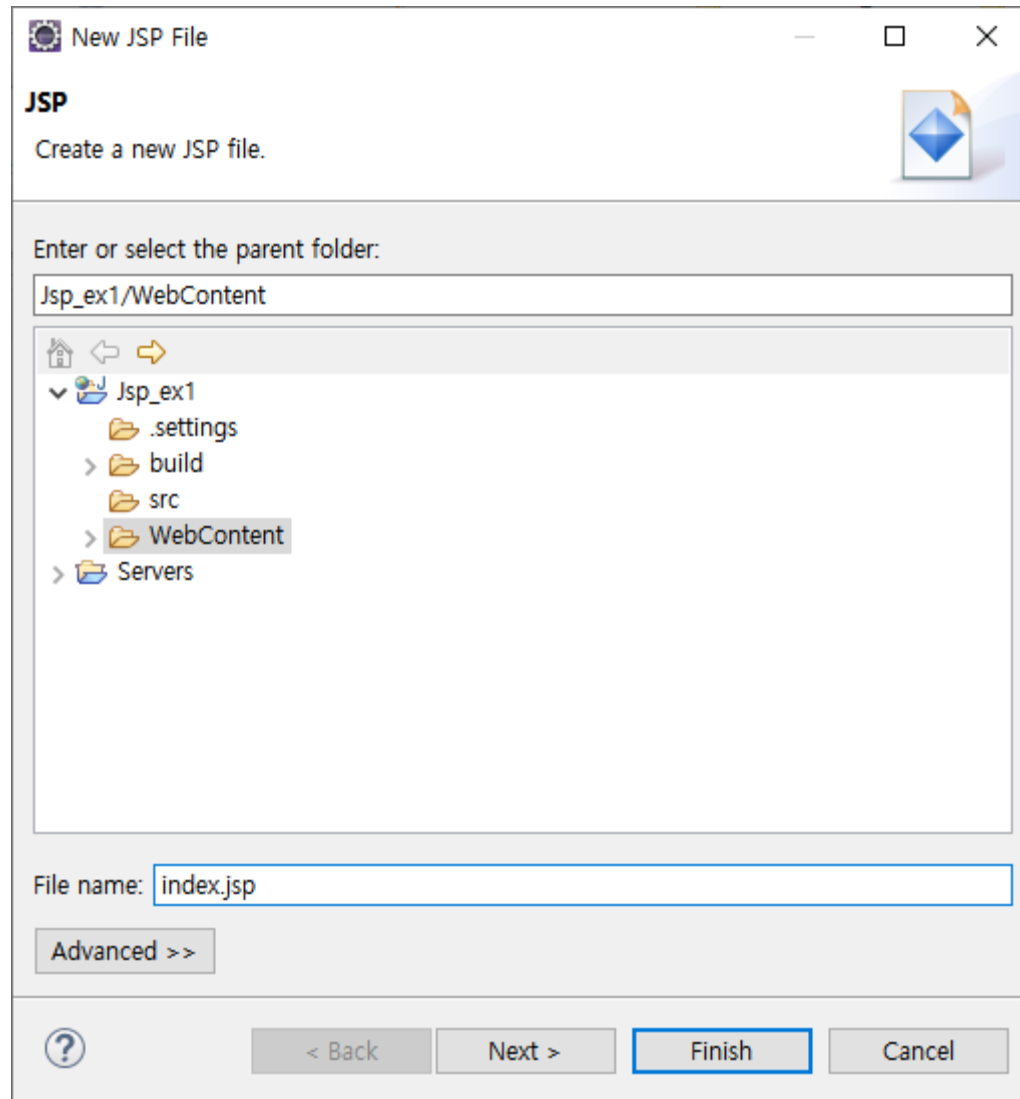 New JSP File
JSP
Create a new JSP file.
Enter or select the parent folder:
Jsp_ex1/WebContent
Jsp_ex1
.settings
build
src
WebContent
Servers
File name: index.jsp
Advanced >>
< Back Next > Finish Cancel